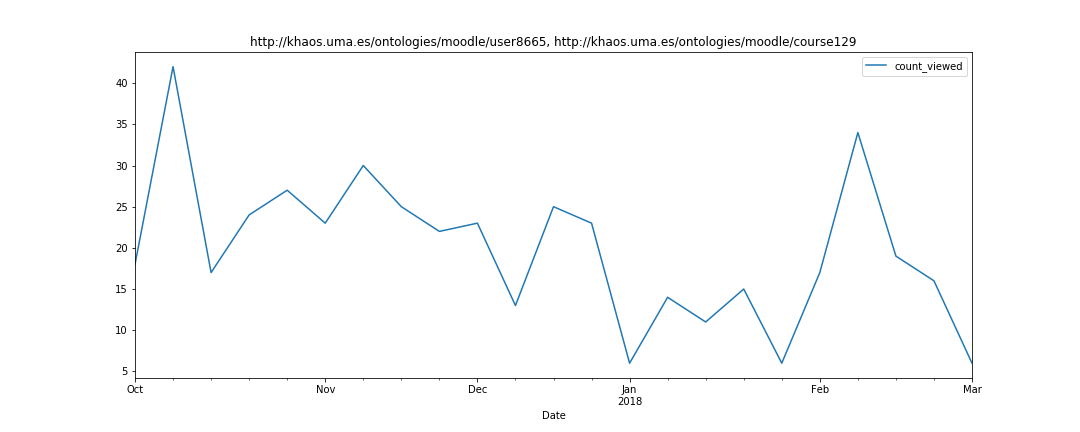 http://khaos.uma.es/ontologies/moodle/user8665, http://khaos.uma.es/ontologies/moodle/course129
count_viewed
40
35
30
25
20
15
10
5
Oct
Nov
Dec
Jan
2018
Feb
Mar
Date